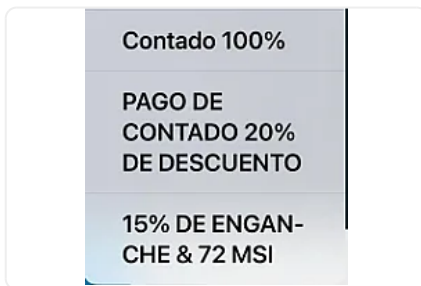 Contado 100%
PAGO DE
CONTADO 20%
DE DESCUENTO
15% DE ENGAN-
CHE & 72 MSI